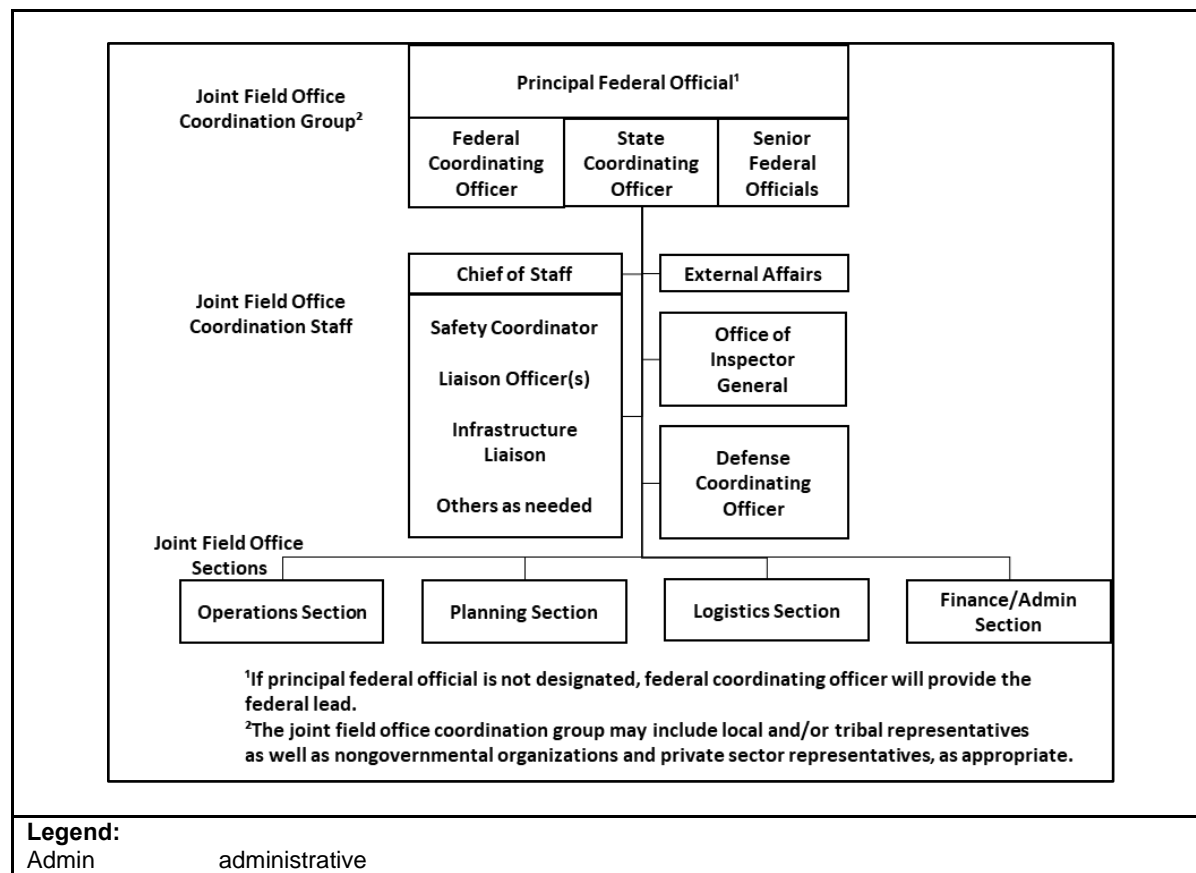 Joint Field Office
Coordination Group²
Principal Federal Official¹
Federal
Coordinating
Officer
State
Coordinating
Officer
Senior
Federal
Officials
Joint Field Office
Coordination Staff
Chief of Staff
Safety Coordinator
Liaison Officer(s)
Infrastructure
Liaison
Others as needed
External Affairs
Office of
Inspector
General
Defense
Coordinating
Officer
Joint Field Office
Sections
Operations Section
Planning Section
Logistics Section
Finance/Admin
Section
¹If principal federal official is not designated, federal coordinating officer will provide the
federal lead.
²The joint field office coordination group may include local and/or tribal representatives
as well as nongovernmental organizations and private sector representatives, as appropriate.
Legend:
Admin administrative